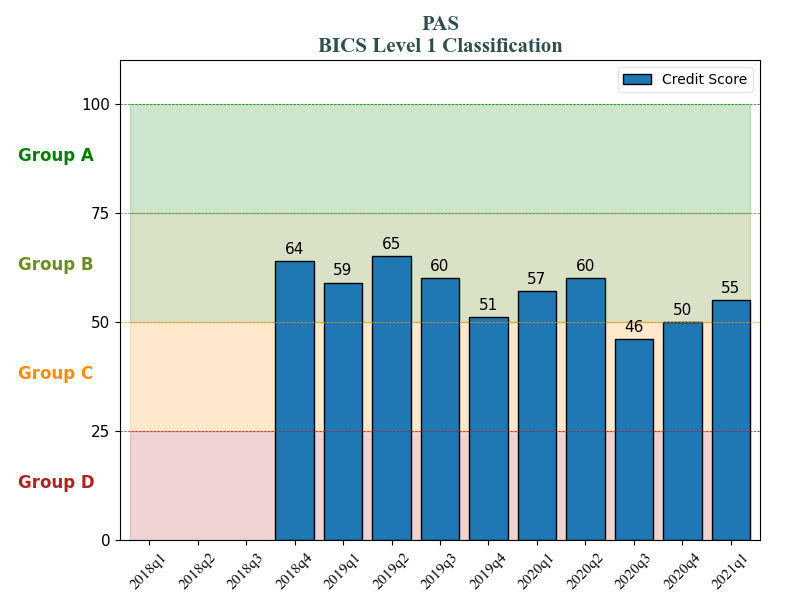 PAS
BICS Level 1 Classification
Credit Score
100
Group A
75
Group B
64
59
65
60
51
57
60
46
50
55
50
Group C
25
Group D
0
2018q1
2018q2
2018q3
2018q4
2019q1
2019q2
2019q3
2019q4
2020q1
2020q2
2020q3
2020q4
2021q1